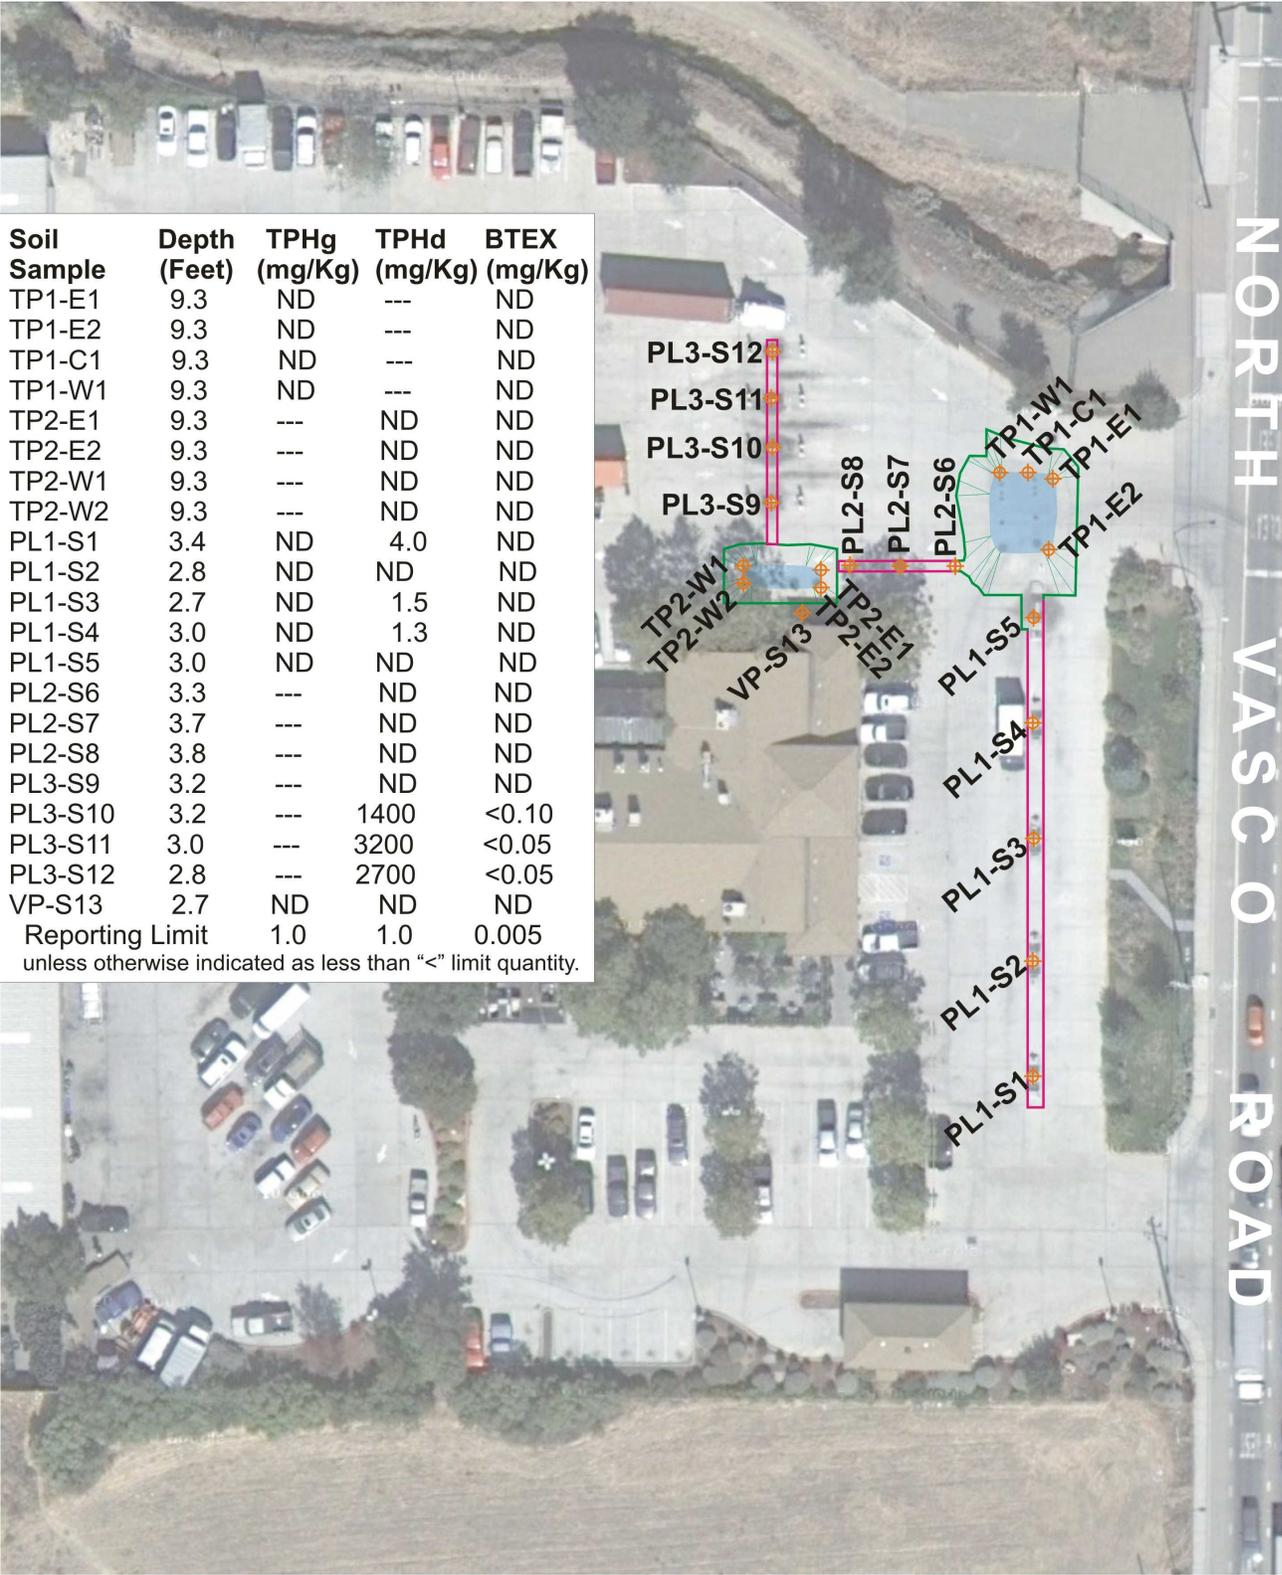 Soil Depth TPHg TPHd BTEX
Sample (Feet) (mg/Kg) (mg/Kg) (mg/Kg)
TP1-E1 9.3 ND --- ND
TP1-E2 9.3 ND --- ND
TP1-C1 9.3 ND --- ND
TP1-W1 9.3 ND --- ND
TP2-E1 9.3 --- ND ND
TP2-E2 9.3 --- ND ND
TP2-W1 9.3 --- ND ND
TP2-W2 9.3 --- ND ND
PL1-S1 3.4 ND 4.0 ND
PL1-S2 2.8 ND ND ND
PL1-S3 2.7 ND 1.5 ND
PL1-S4 3.0 ND 1.3 ND
PL1-S5 3.0 ND ND ND
PL2-S6 3.3 --- ND ND
PL2-S7 3.7 --- ND ND
PL2-S8 3.8 --- ND ND
PL3-S9 3.2 --- ND ND
PL3-S10 3.2 --- 1400 <0.10
PL3-S11 3.0 --- 3200 <0.05
PL3-S12 2.8 --- 2700 <0.05
VP-S13 2.7 ND ND ND
Reporting Limit 1.0 1.0 0.005
unless otherwise indicated as less than “<” limit quantity.
PL3-S12
PL3-S11
PL3-S10
PL3-S9
PL2-S8
PL2-S7
PL2-S6
TP1-W1
TP1-C1
TP1-E1
TP1-E2
TP2-W1
TP2-W2
VP-S13
TP2-E1
TP2-E2
PL1-S5
PL1-S4
PL1-S3
PL1-S2
PL1-S1
NORTH VASCO ROAD